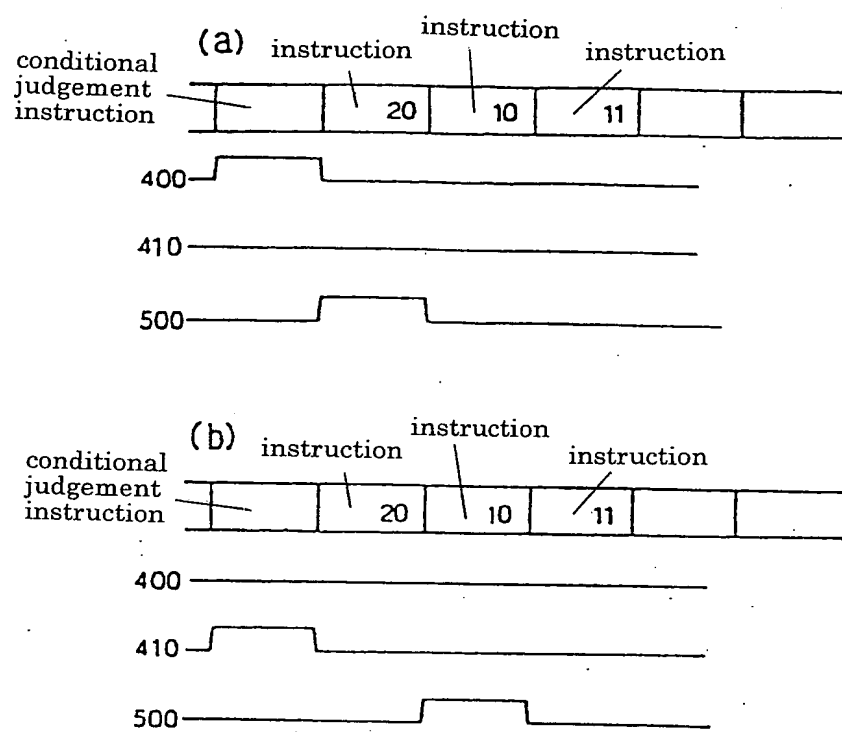 (a)
instruction
instruction
instruction
conditional
judgement
instruction
20 10 11
400
410
500
(b)
instruction
instruction
instruction
conditional
judgement
instruction
20 10 11
400
410
500